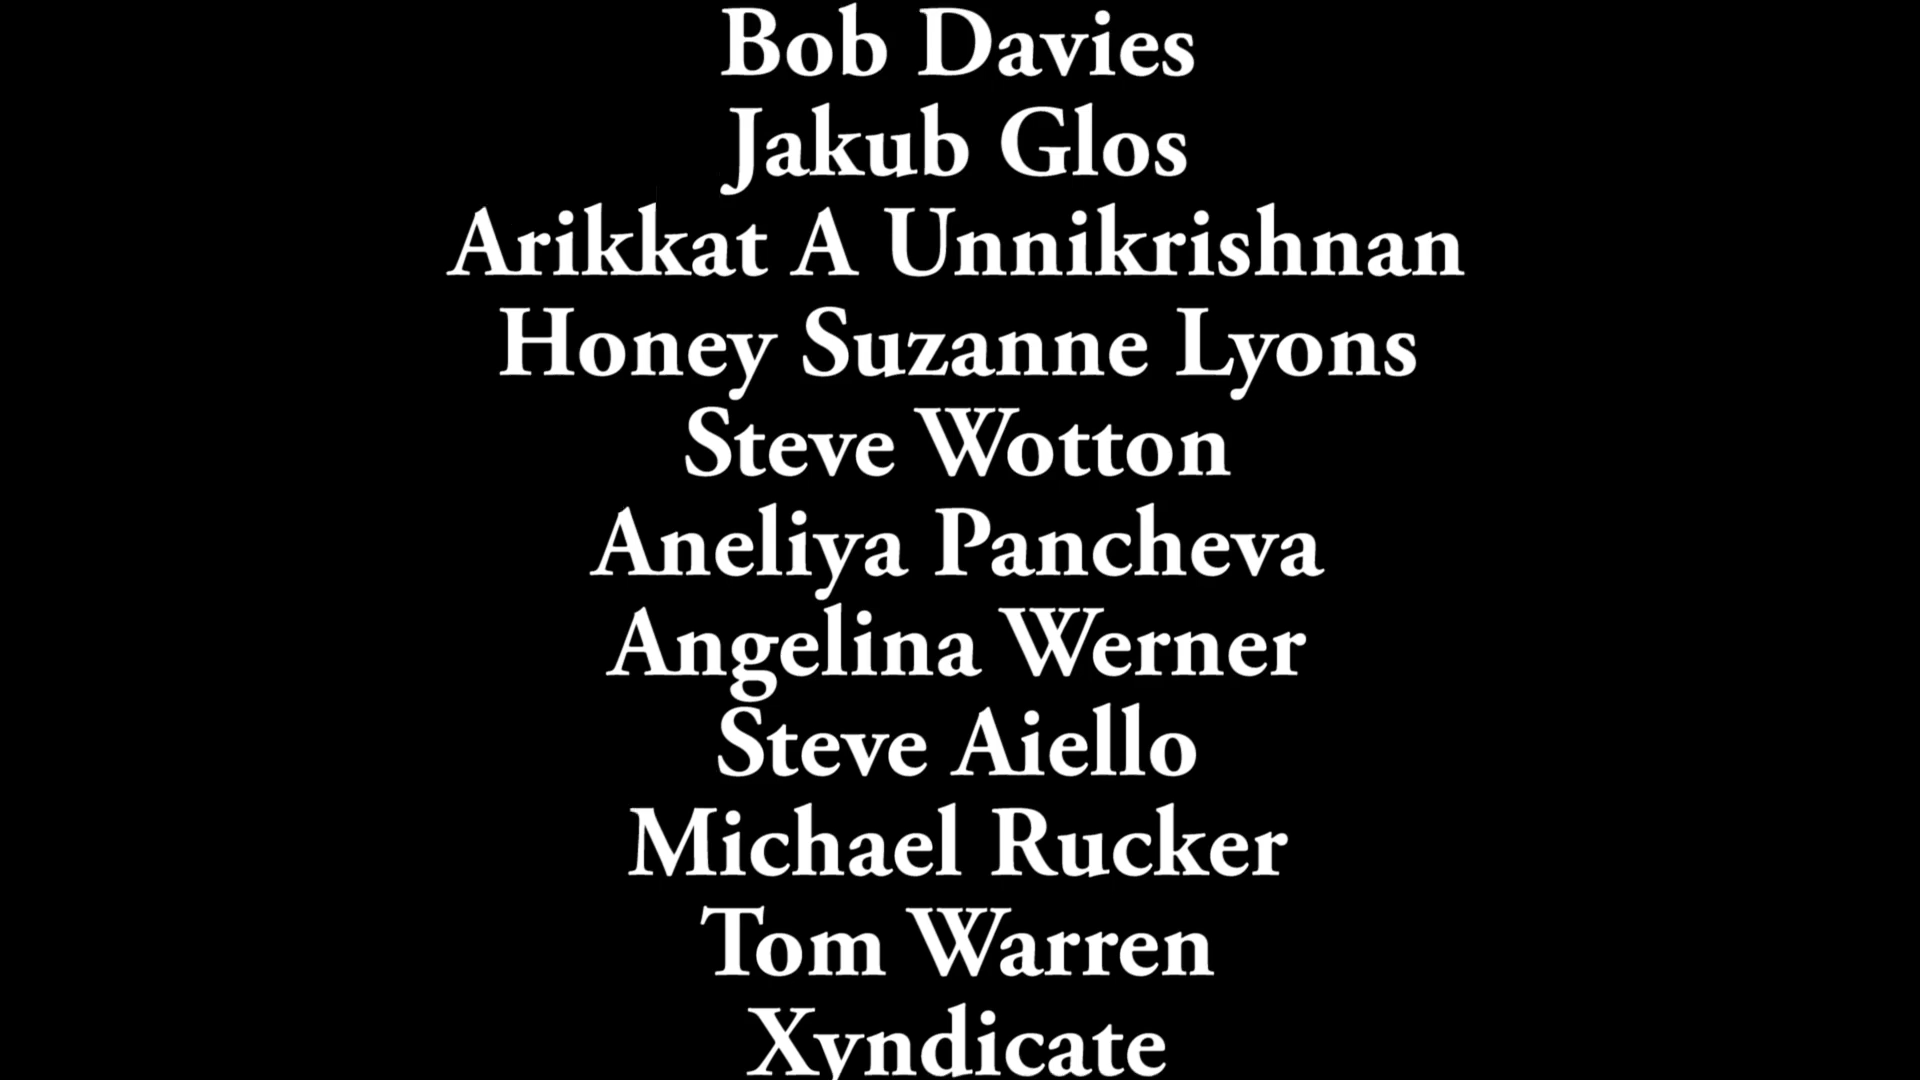 Bob Davies
Jakub Glos
Arikkat A Unnikrishnan
Honey Suzanne Lyons
Steve Wotton
Aneliya Pancheva
Angelina Werner
Steve Aiello
Michael Rucker
Tom Warren
Xyndicate